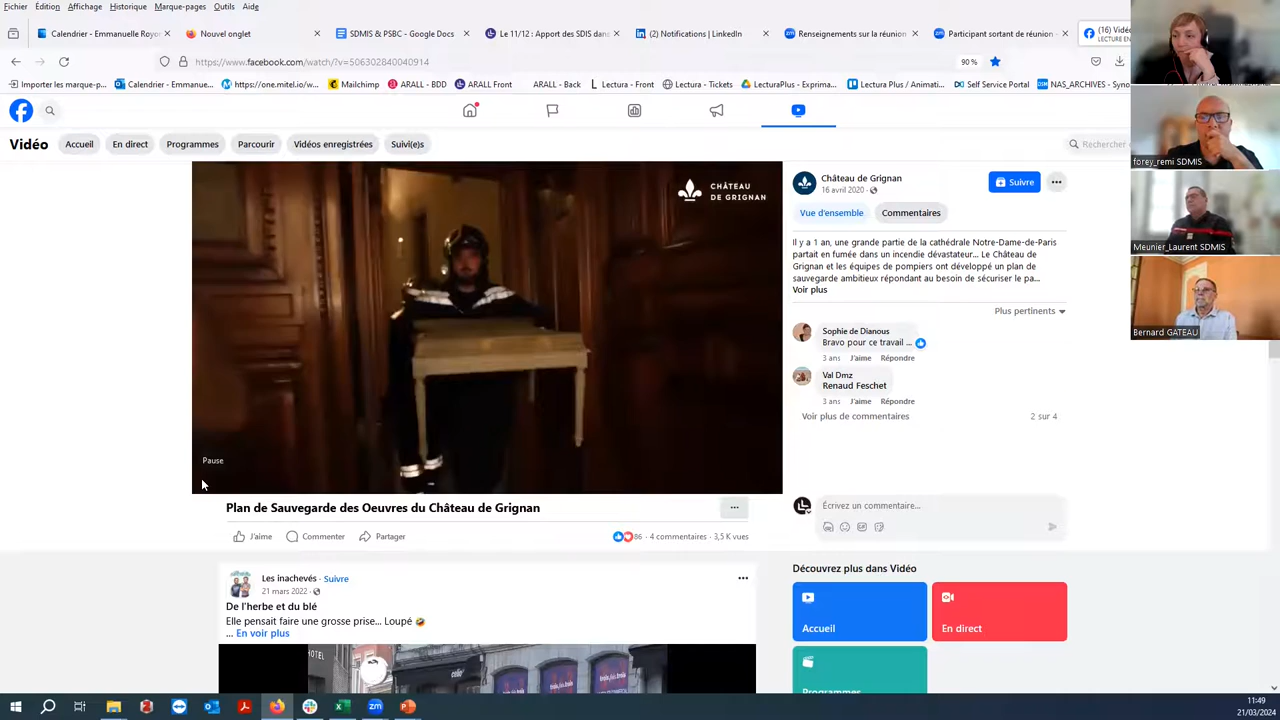 Fichier Édition Affichage Historique Marque-pages Outils Aide
Calendrier - Emmanuelle Royon
Nouvel onglet
SDMIS & PSBC - Google Docs
Le 11/12 : Apport des SDIS dans
(2) Notifications | LinkedIn
Renseignements sur la réunion
Participant sortant de réunion -
(16) Vidéo
LECTURE EN
https://www.facebook.com/watch/?v=506302840040914
90 %
Importer les marque-p...
Calendrier - Emmanue...
https://one.mitel.io/w...
Mailchimp
ARALL - BDD
ARALL Front
ARALL - Back
Lectura - Front
Lectura - Tickets
LecturaPlus - Exprima...
Lectura Plus / Animati...
Self Service Portal
NAS_ARCHIVES - Syno
Vidéo
Accueil
En direct
Programmes
Parcourir
Vidéos enregistrées
Suivi(e)s
Rechercher
CHÂTEAU
DE GRIGNAN
Pause
Plan de Sauvegarde des Oeuvres du Château de Grignan
...
J'aime
Commenter
Partager
86 · 4 commentaires · 3,5 K vues
Les inachevés · Suivre
21 mars 2022 ·
De l'herbe et du blé
Elle pensait faire une grosse prise... Loupé 🤣
... En voir plus
HOTEL
Château de Grignan
16 avril 2020 ·
Suivre
Vue d'ensemble
Commentaires
Il y a 1 an, une grande partie de la cathédrale Notre-Dame-de-Paris
partait en fumée dans un incendie dévastateur... Le Château de
Grignan et les équipes de pompiers ont développé un plan de
sauvegarde ambitieux répondant au besoin de sécuriser le pa...
Voir plus
Plus pertinents
Sophie de Dianous
Bravo pour ce travail ...
3 ans J'aime Répondre
Val Dmz
Renaud Feschet
3 ans J'aime Répondre
Voir plus de commentaires
2 sur 4
Écrivez un commentaire...
Découvrez plus dans Vidéo
Accueil
En direct
Programmes
forey_remi SDMIS
Meunier_Laurent SDMIS
Bernard GATEAU
11:49
21/03/2024